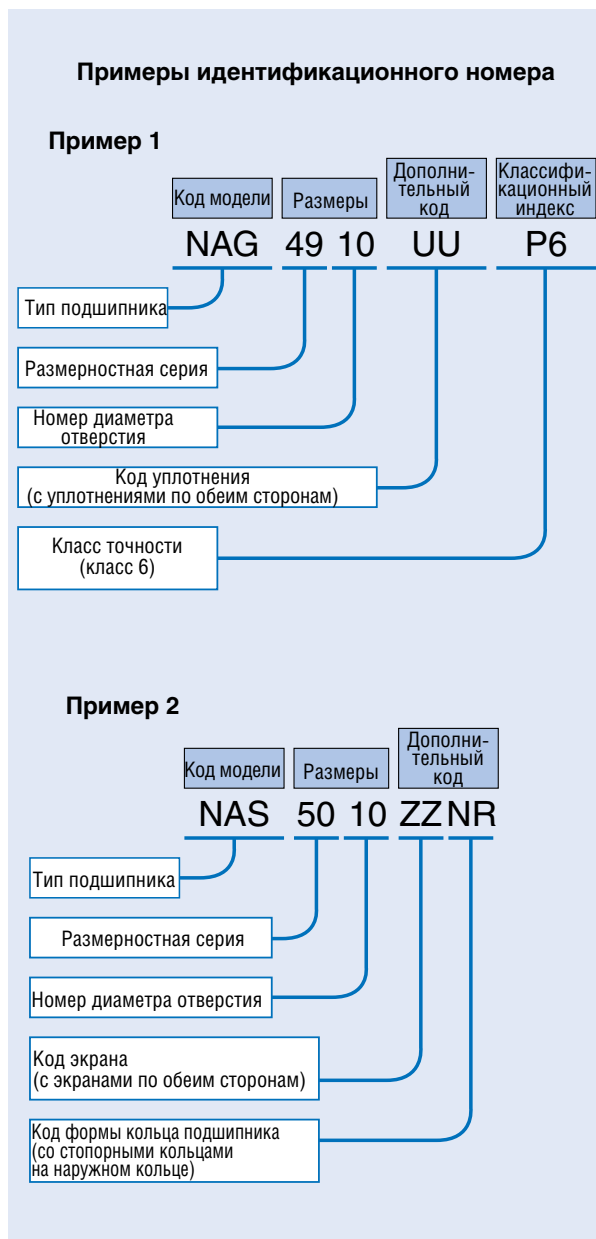 Примеры идентификационного номера
Пример 1
Код модели
Размеры
Дополни-
тельный
код
Классифи-
кационный
индекс
NAG 49 10 UU P6
Тип подшипника
Размерностная серия
Номер диаметра
отверстия
Код уплотнения
(с уплотнениями по обеим сторонам)
Класс точности
(класс 6)
Пример 2
Код модели
Размеры
Дополни-
тельный
код
NAS 50 10 ZZ NR
Тип подшипника
Размерностная серия
Номер диаметра отверстия
Код экрана
(с экранами по обеим сторонам)
Код формы кольца подшипника
(со стопорными кольцами
на наружном кольце)